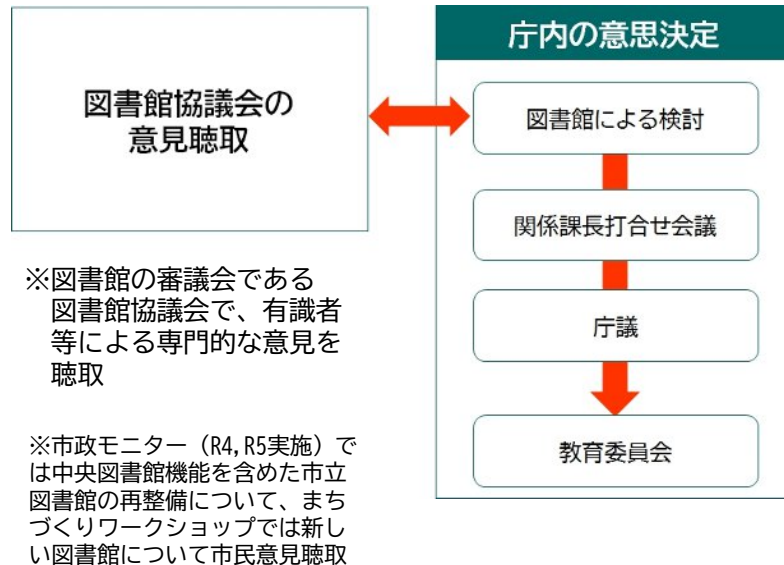 図書館協議会の
意見聴取
庁内の意思決定
図書館による検討
関係課長打合せ会議
庁議
教育委員会
※図書館の審議会である
図書館協議会で、有識者
等による専門的な意見を
聴取
※市政モニター（R4,R5実施）で
は中央図書館機能を含めた市立
図書館の再整備について、まち
づくりワークショップでは新し
い図書館について市民意見聴取